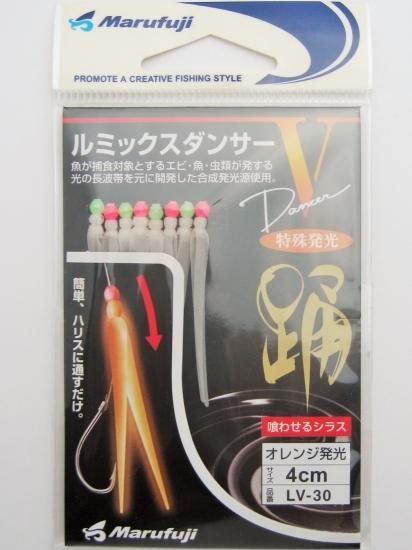 Marufuji
PROMOTE A CREATIVE FISHING STYLE
ルミックスダンサーV
魚が捕食対象とするエビ・魚・虫類が発する
光の長波帯を元に開発した合成発光源使用。
Dancer
特殊発光
踊
簡単、ハリスに通すだけ。
喰わせるシラス
オレンジ発光
サイズ 4cm
品番 LV-30
Marufuji